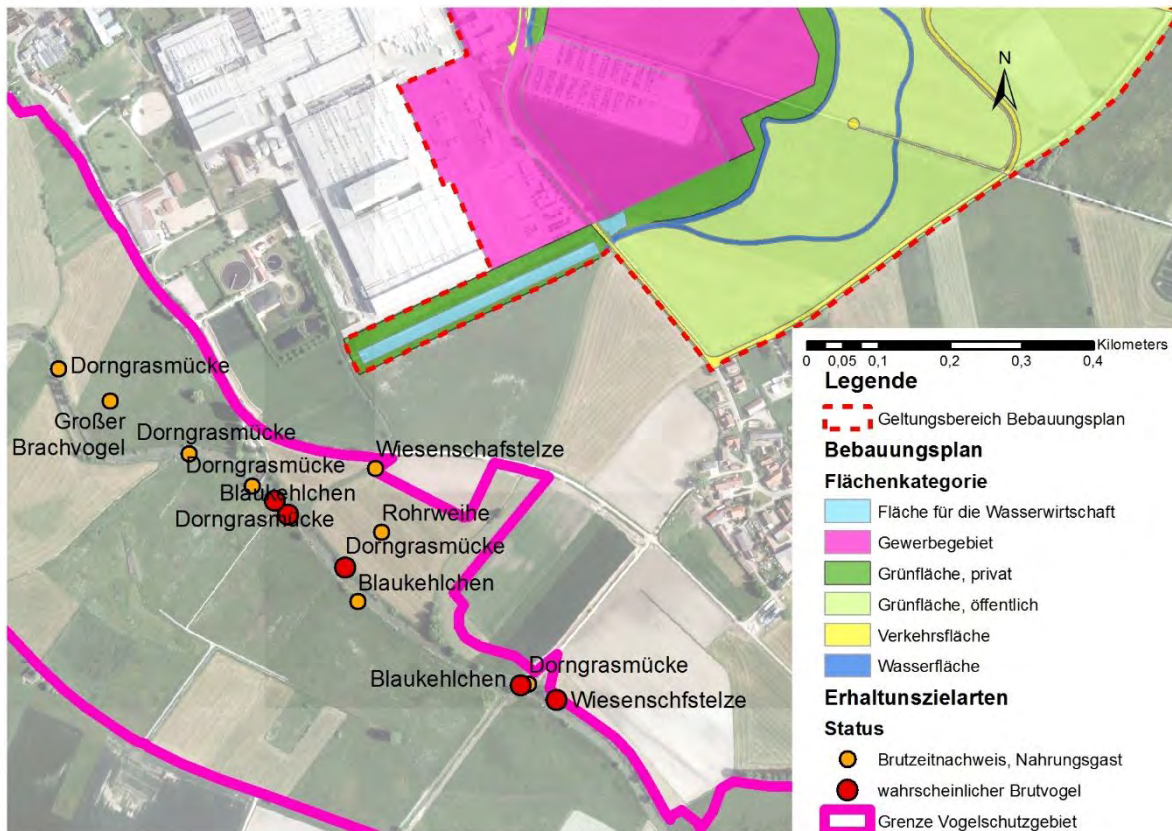 N
Kilometers
0 0,05 0,1 0,2 0,3 0,4
Legende
Geltungsbereich Bebauungsplan
Bebauungsplan
Flächenkategorie
Fläche für die Wasserwirtschaft
Gewerbegebiet
Grünfläche, privat
Grünfläche, öffentlich
Verkehrsfläche
Wasserfläche
Erhaltunszielarten
Status
Brutzeitnachweis, Nahrungsgast
wahrscheinlicher Brutvogel
Grenze Vogelschutzgebiet
Dorngrasmücke
Großer
Brachvogel
Dorngrasmücke
Dorngrasmücke
Blaukehlchen
Dorngrasmücke
Wiesenschafstelze
Rohrweihe
Dorngrasmücke
Blaukehlchen
Dorngrasmücke
Blaukehlchen
Wiesenschfstelze